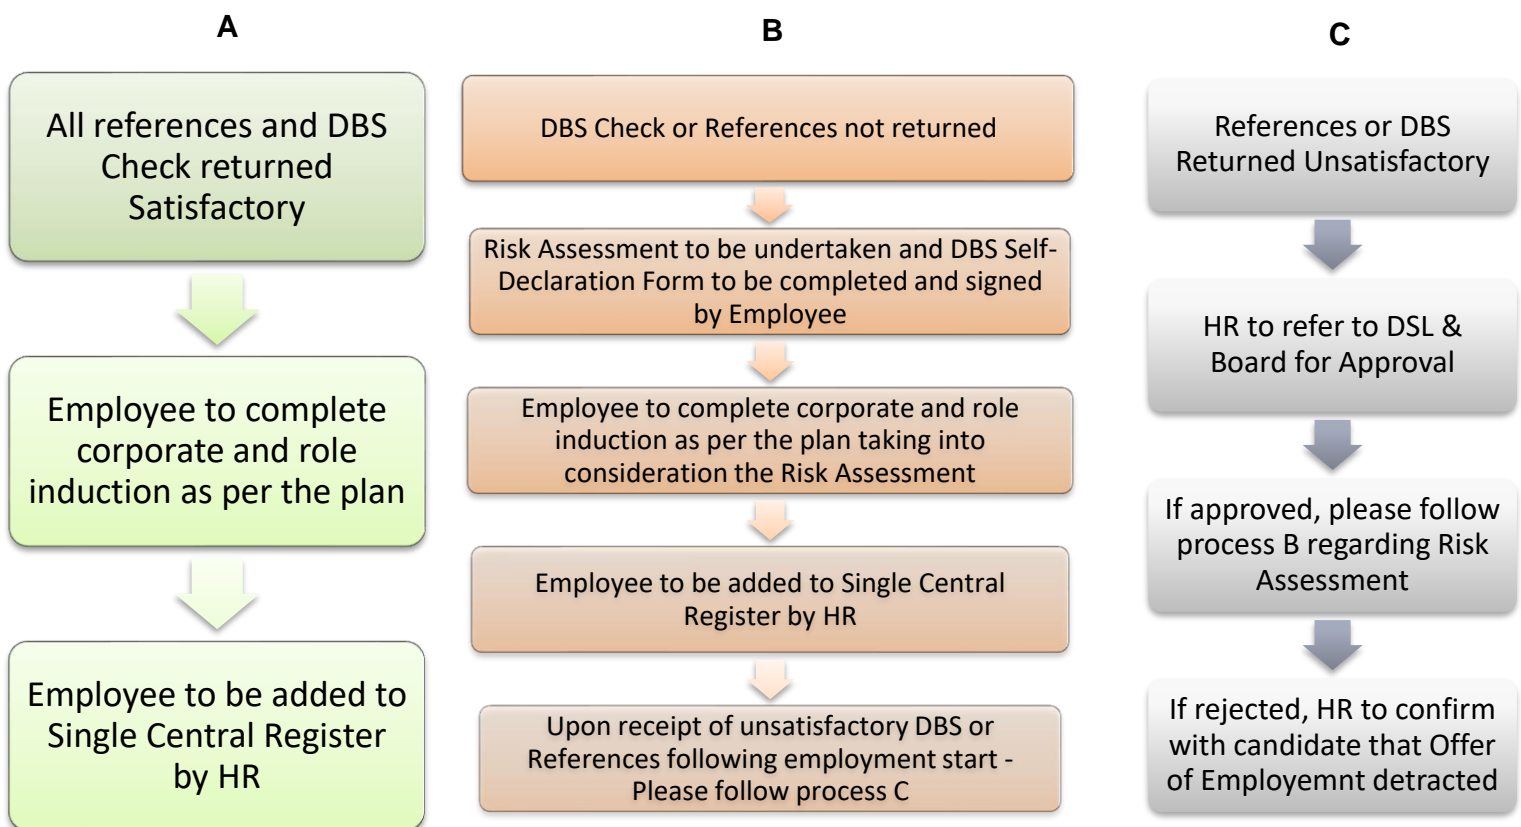 A
All references and DBS
Check returned
Satisfactory
Employee to complete
corporate and role
induction as per the plan
Employee to be added to
Single Central Register
by HR
B
DBS Check or References not returned
Risk Assessment to be undertaken and DBS Self-
Declaration Form to be completed and signed
by Employee
Employee to complete corporate and role
induction as per the plan taking into
consideration the Risk Assessment
Employee to be added to Single Central
Register by HR
Upon receipt of unsatisfactory DBS or
References following employment start -
Please follow process C
C
References or DBS
Returned Unsatisfactory
HR to refer to DSL &
Board for Approval
If approved, please follow
process B regarding Risk
Assessment
If rejected, HR to confirm
with candidate that Offer
of Employemnt detracted